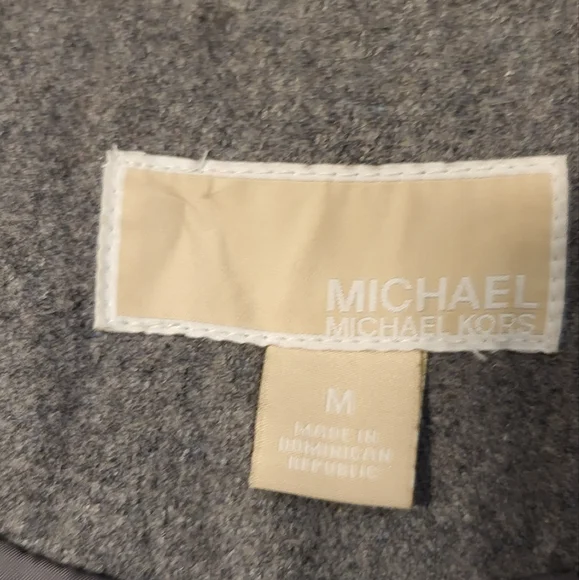 MICHAEL
MICHAEL KORS
M
MADE IN
DOMINICAN
REPUBLIC